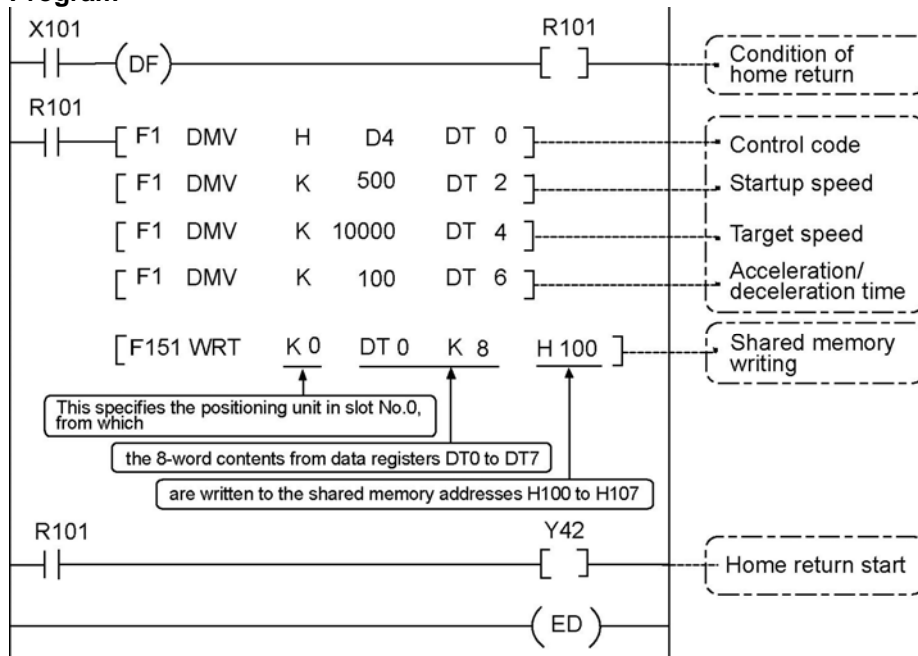 X101
R101
(DF)
[ ]
Condition of
home return
R101
[ F1 DMV H D4 DT 0 ]
Control code
[ F1 DMV K 500 DT 2 ]
Startup speed
[ F1 DMV K 10000 DT 4 ]
Target speed
[ F1 DMV K 100 DT 6 ]
Acceleration/
deceleration time
[F151 WRT K 0 DT 0 K 8 H 100 ]
Shared memory
writing
This specifies the positioning unit in slot No.0,
from which
the 8-word contents from data registers DT0 to DT7
are written to the shared memory addresses H100 to H107
R101
Y42
[ ]
Home return start
( ED )